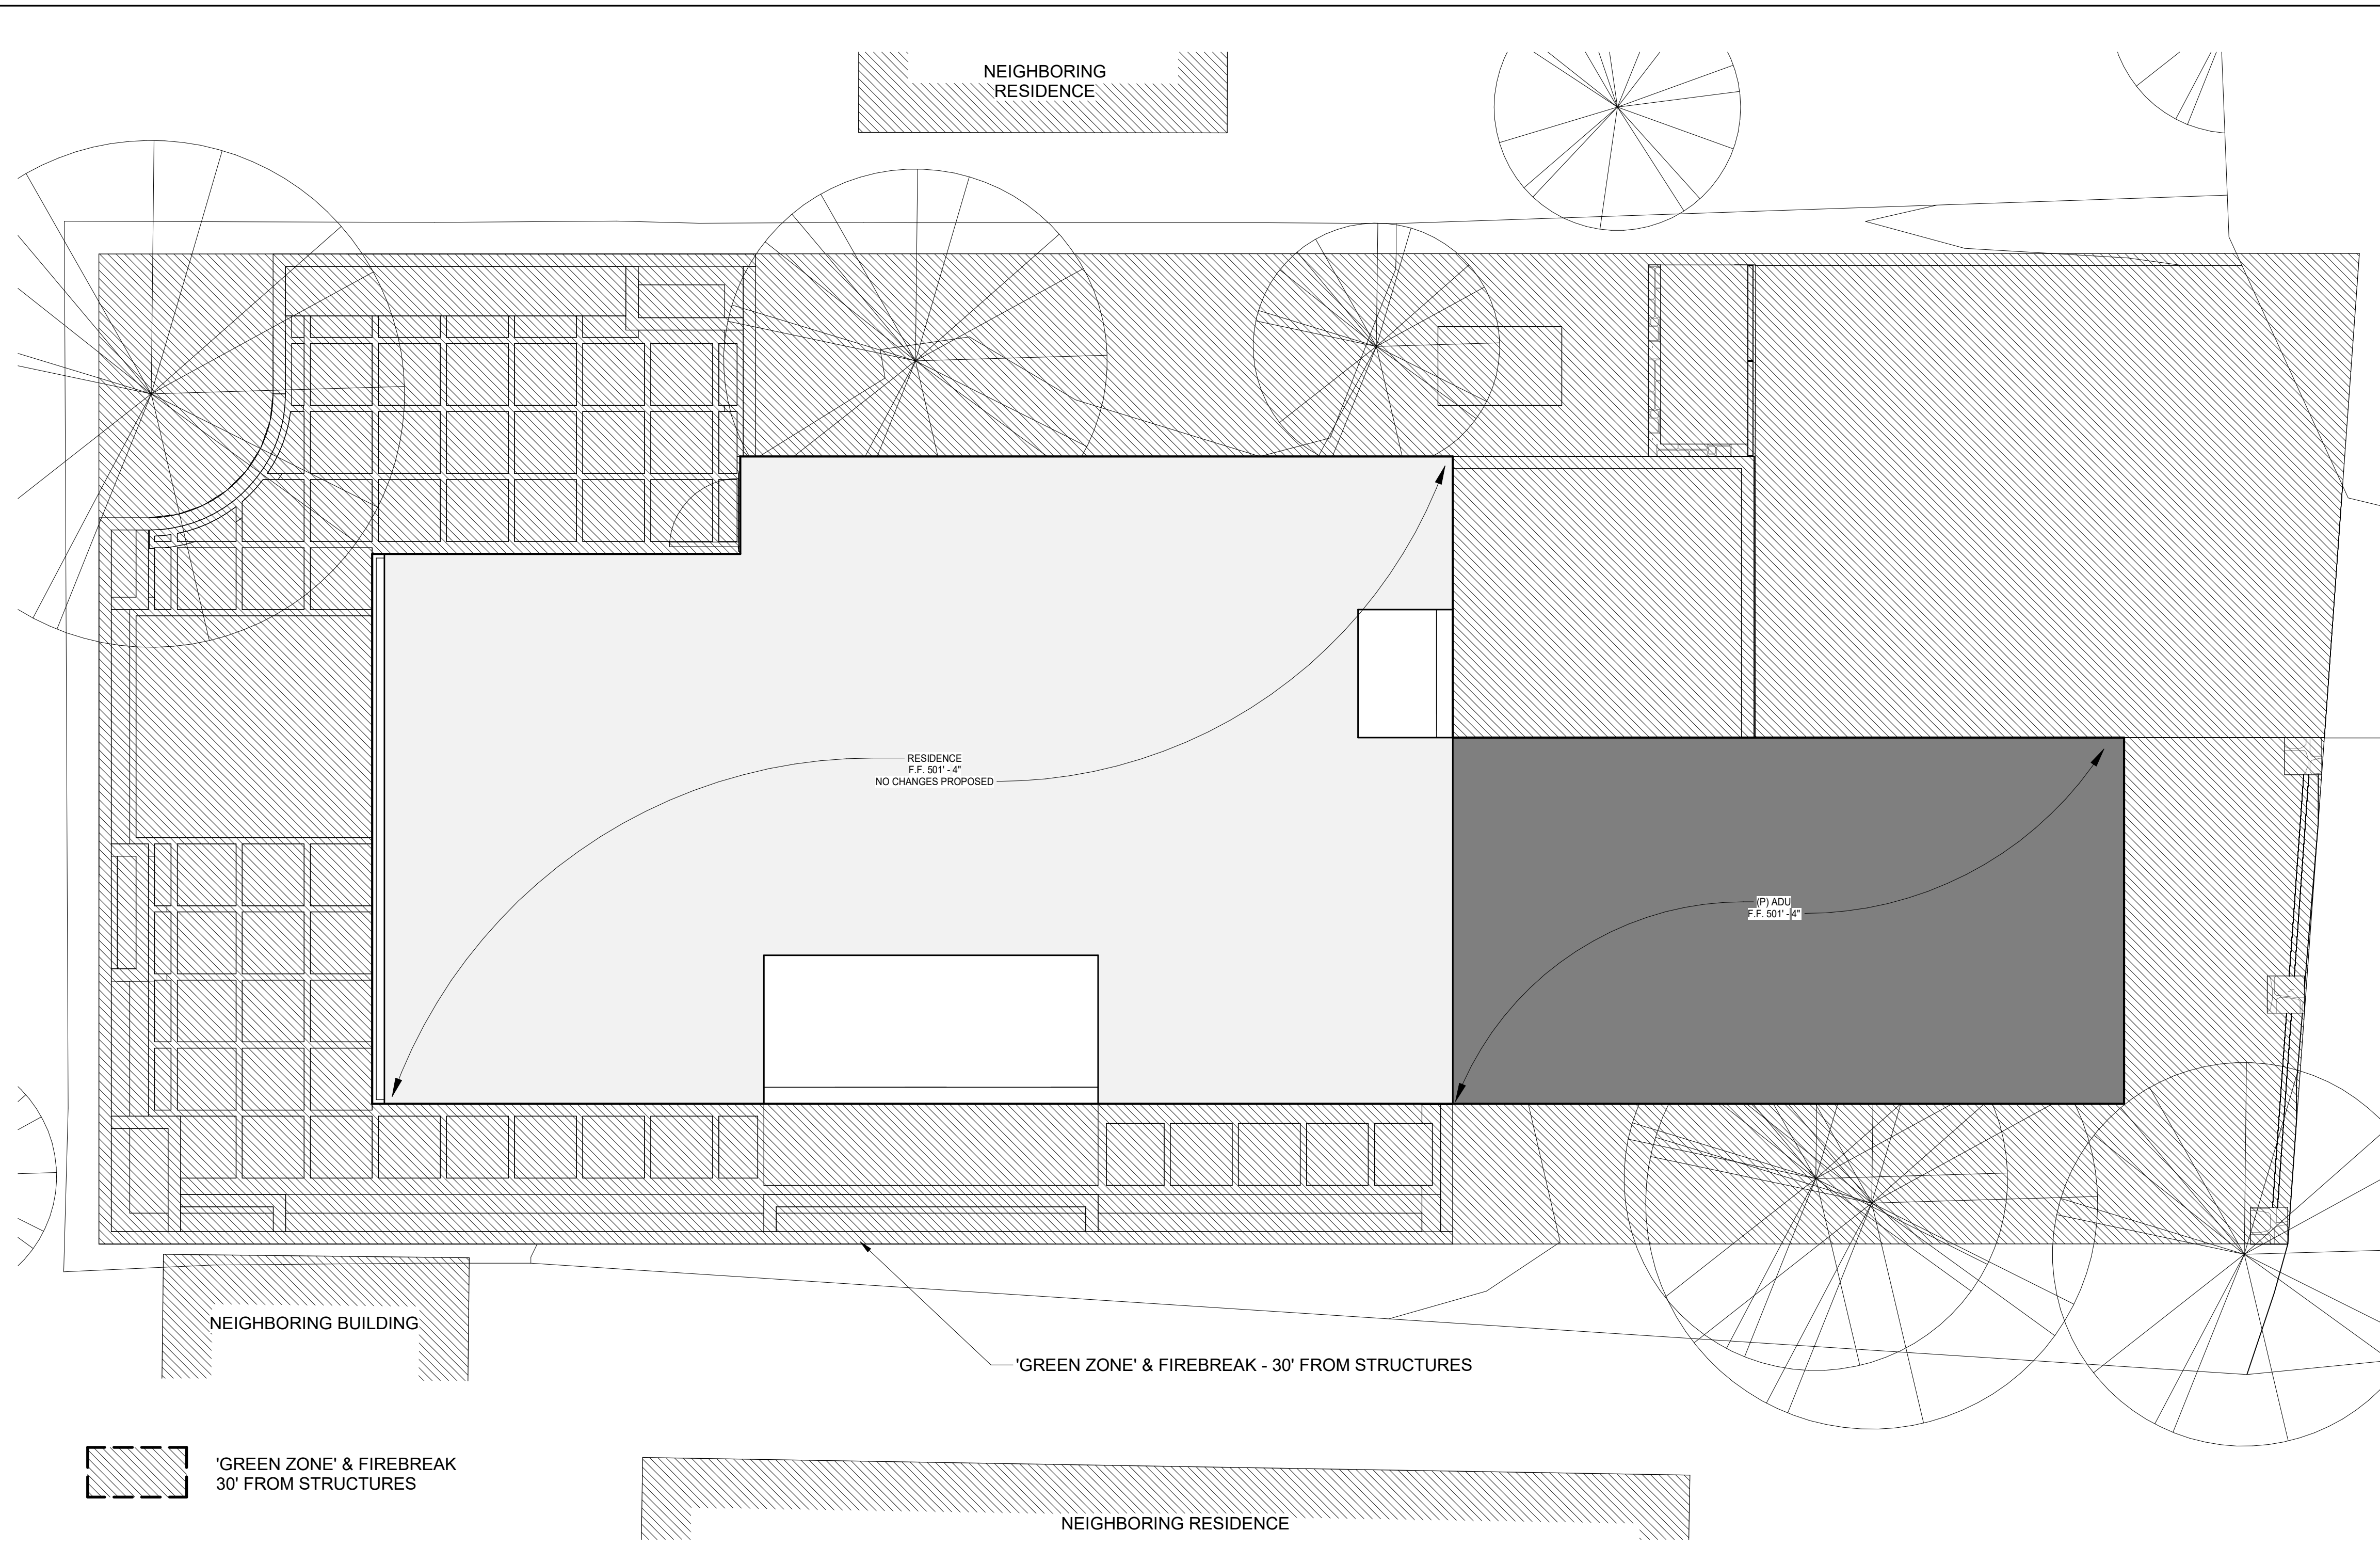 NEIGHBORING
RESIDENCE
RESIDENCE
F.F. 501' - 4"
NO CHANGES PROPOSED
(P) ADU
F.F. 501' - 4"
NEIGHBORING BUILDING
'GREEN ZONE' & FIREBREAK - 30' FROM STRUCTURES
'GREEN ZONE' & FIREBREAK
30' FROM STRUCTURES
NEIGHBORING RESIDENCE